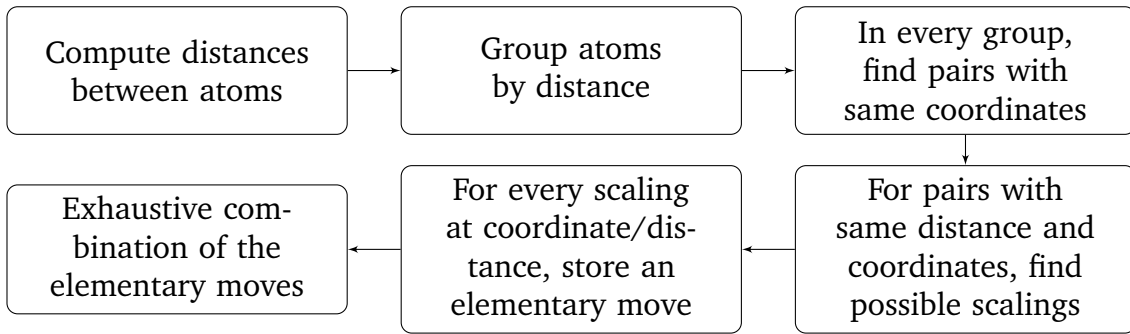 Compute distances
between atoms
Group atoms
by distance
In every group,
find pairs with
same coordinates
For pairs with
same distance and
coordinates, find
possible scalings
For every scaling
at coordinate/dis-
tance, store an
elementary move
Exhaustive com-
bination of the
elementary moves